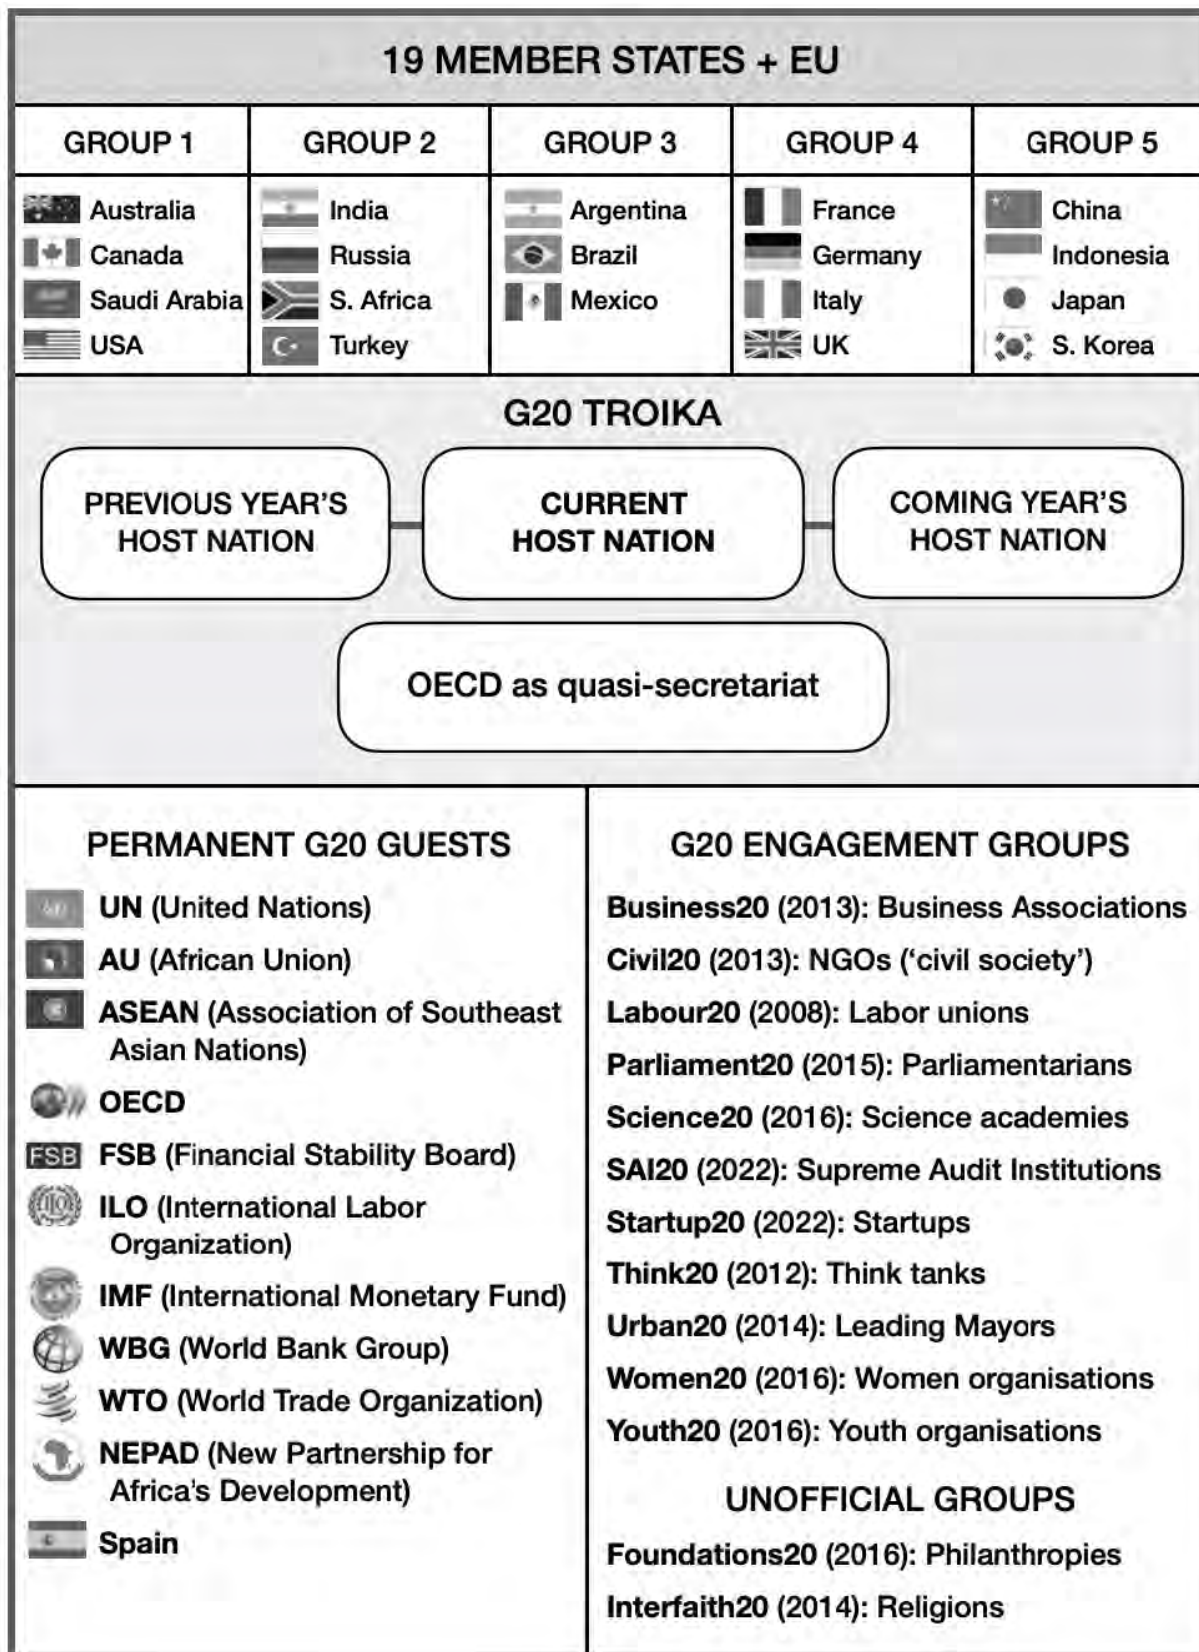 19 MEMBER STATES + EU
GROUP 1
GROUP 2
GROUP 3
GROUP 4
GROUP 5
Australia
Canada
Saudi Arabia
USA
India
Russia
S. Africa
Turkey
Argentina
Brazil
Mexico
France
Germany
Italy
UK
China
Indonesia
Japan
S. Korea
G20 TROIKA
PREVIOUS YEAR'S
HOST NATION
CURRENT
HOST NATION
COMING YEAR'S
HOST NATION
OECD as quasi-secretariat
PERMANENT G20 GUESTS
UN (United Nations)
AU (African Union)
ASEAN (Association of Southeast
Asian Nations)
OECD
FSB
FSB (Financial Stability Board)
ILO (International Labor
Organization)
IMF (International Monetary Fund)
WBG (World Bank Group)
WTO (World Trade Organization)
NEPAD (New Partnership for
Africa's Development)
Spain
G20 ENGAGEMENT GROUPS
Business20 (2013): Business Associations
Civil20 (2013): NGOs ('civil society')
Labour20 (2008): Labor unions
Parliament20 (2015): Parliamentarians
Science20 (2016): Science academies
SAI20 (2022): Supreme Audit Institutions
Startup20 (2022): Startups
Think20 (2012): Think tanks
Urban20 (2014): Leading Mayors
Women20 (2016): Women organisations
Youth20 (2016): Youth organisations
UNOFFICIAL GROUPS
Foundations20 (2016): Philanthropies
Interfaith20 (2014): Religions